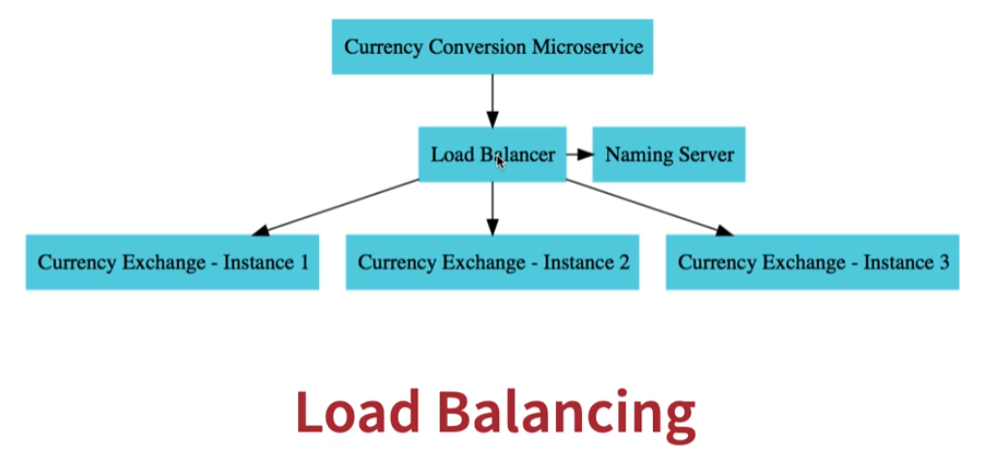 Currency Conversion Microservice
Load Balancer
Naming Server
Currency Exchange - Instance 1
Currency Exchange - Instance 2
Currency Exchange - Instance 3
Load Balancing